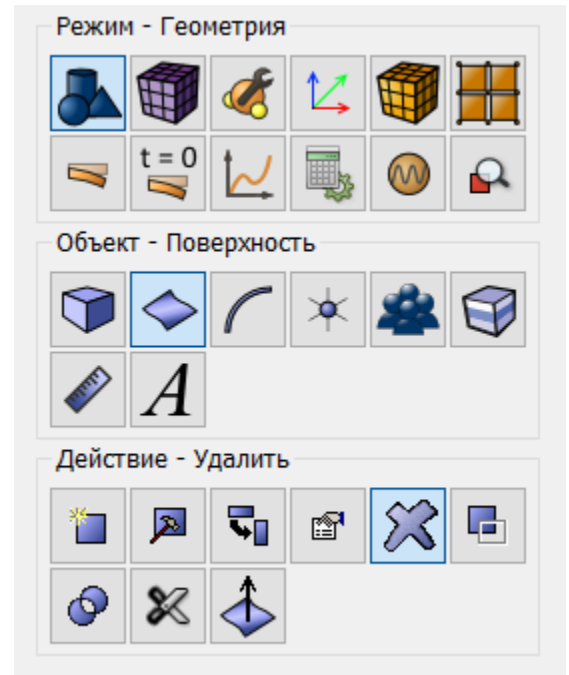 Режим - Геометрия
t = 0
Объект - Поверхность
A
Действие - Удалить